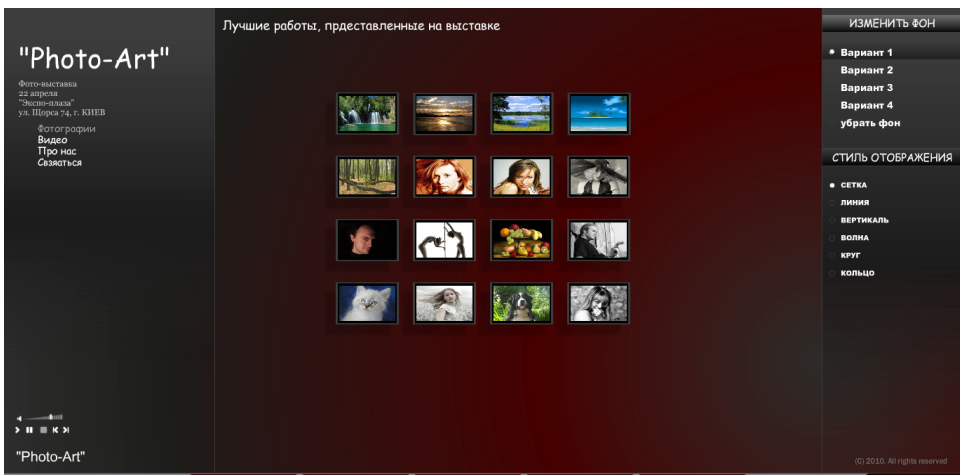 "Photo-Art"
Фото-выставка
22 апреля
"Экспо-плаза"
ул. Щорса 74, г. КИЕВ
Фотографии
Видео
Про нас
Связаться
"Photo-Art"
Лучшие работы, прдеставленные на выставке
ИЗМЕНИТЬ ФОН
Вариант 1
Вариант 2
Вариант 3
Вариант 4
убрать фон
СТИЛЬ ОТОБРАЖЕНИЯ
СЕТКА
ЛИНИЯ
ВЕРТИКАЛЬ
ВОЛНА
КРУГ
КОЛЬЦО
(C) 2010. All rights reserved